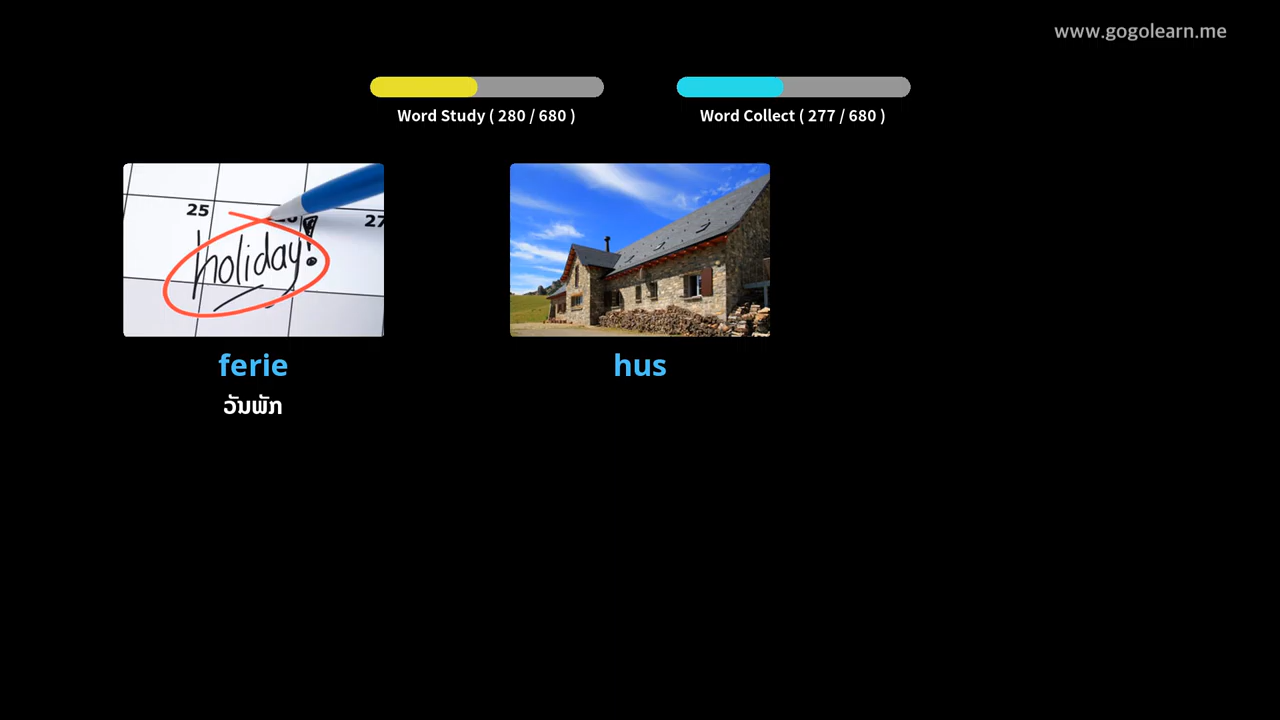 www.gogolearn.me
Word Study ( 280 / 680 )
Word Collect ( 277 / 680 )
25
27
holiday!
ferie
hus
ວັນພັກ